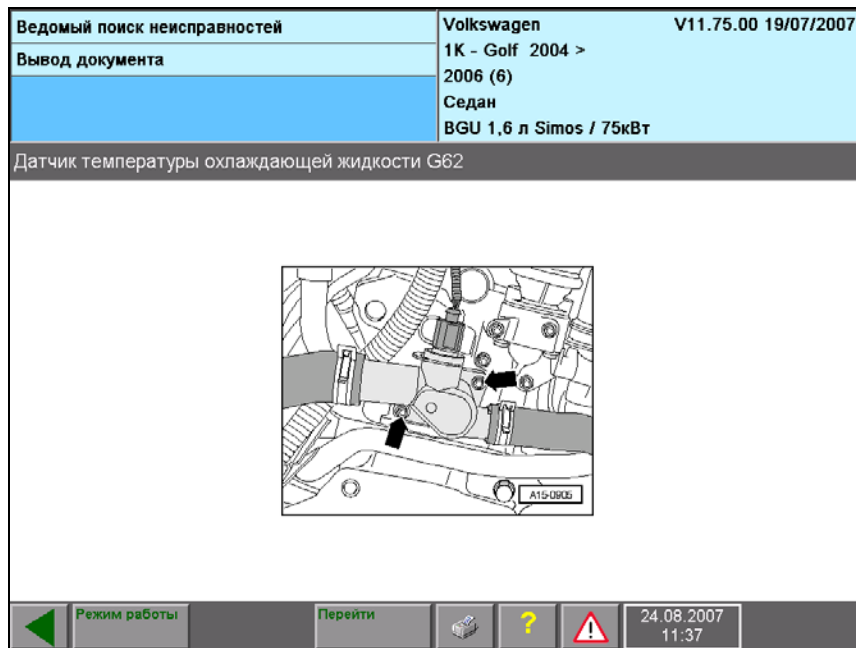 Ведомый поиск неисправностей
Вывод документа
Volkswagen V11.75.00 19/07/2007
1K - Golf 2004 >
2006 (6)
Седан
BGU 1,6 л Simos / 75кВт
Датчик температуры охлаждающей жидкости G62
A15-0905
Режим работы
Перейти
?
24.08.2007
11:37